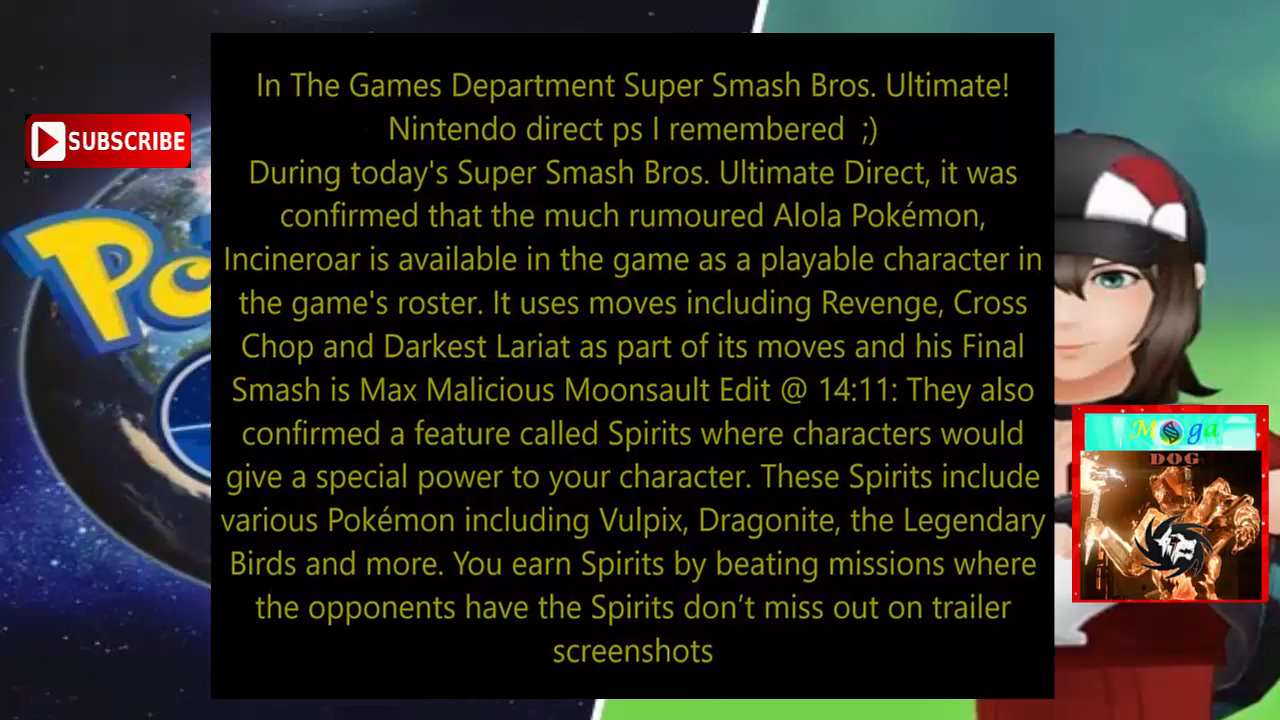 In The Games Department Super Smash Bros. Ultimate!
Nintendo direct ps I remembered ;)
During today's Super Smash Bros. Ultimate Direct, it was
confirmed that the much rumoured Alola Pokémon,
Incineroar is available in the game as a playable character in
the game's roster. It uses moves including Revenge, Cross
Chop and Darkest Lariat as part of its moves and his Final
Smash is Max Malicious Moonsault Edit @ 14:11: They also
confirmed a feature called Spirits where characters would
give a special power to your character. These Spirits include
various Pokémon including Vulpix, Dragonite, the Legendary
Birds and more. You earn Spirits by beating missions where
the opponents have the Spirits don’t miss out on trailer
screenshots
SUBSCRIBE
DOG